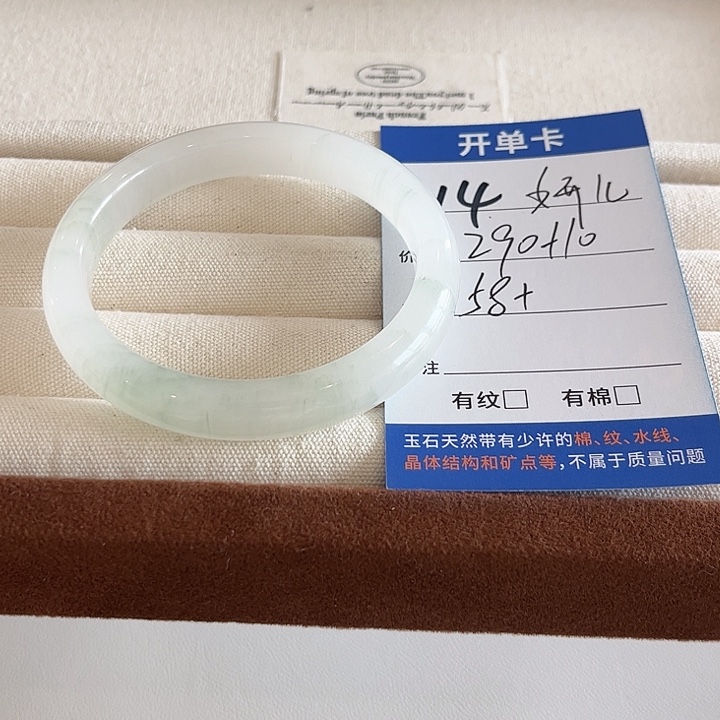 开单卡
14 妍儿
价 290+10
58+
注
有纹□ 有棉□
玉石天然带有少许的棉、纹、水线、
晶体结构和矿点等,不属于质量问题